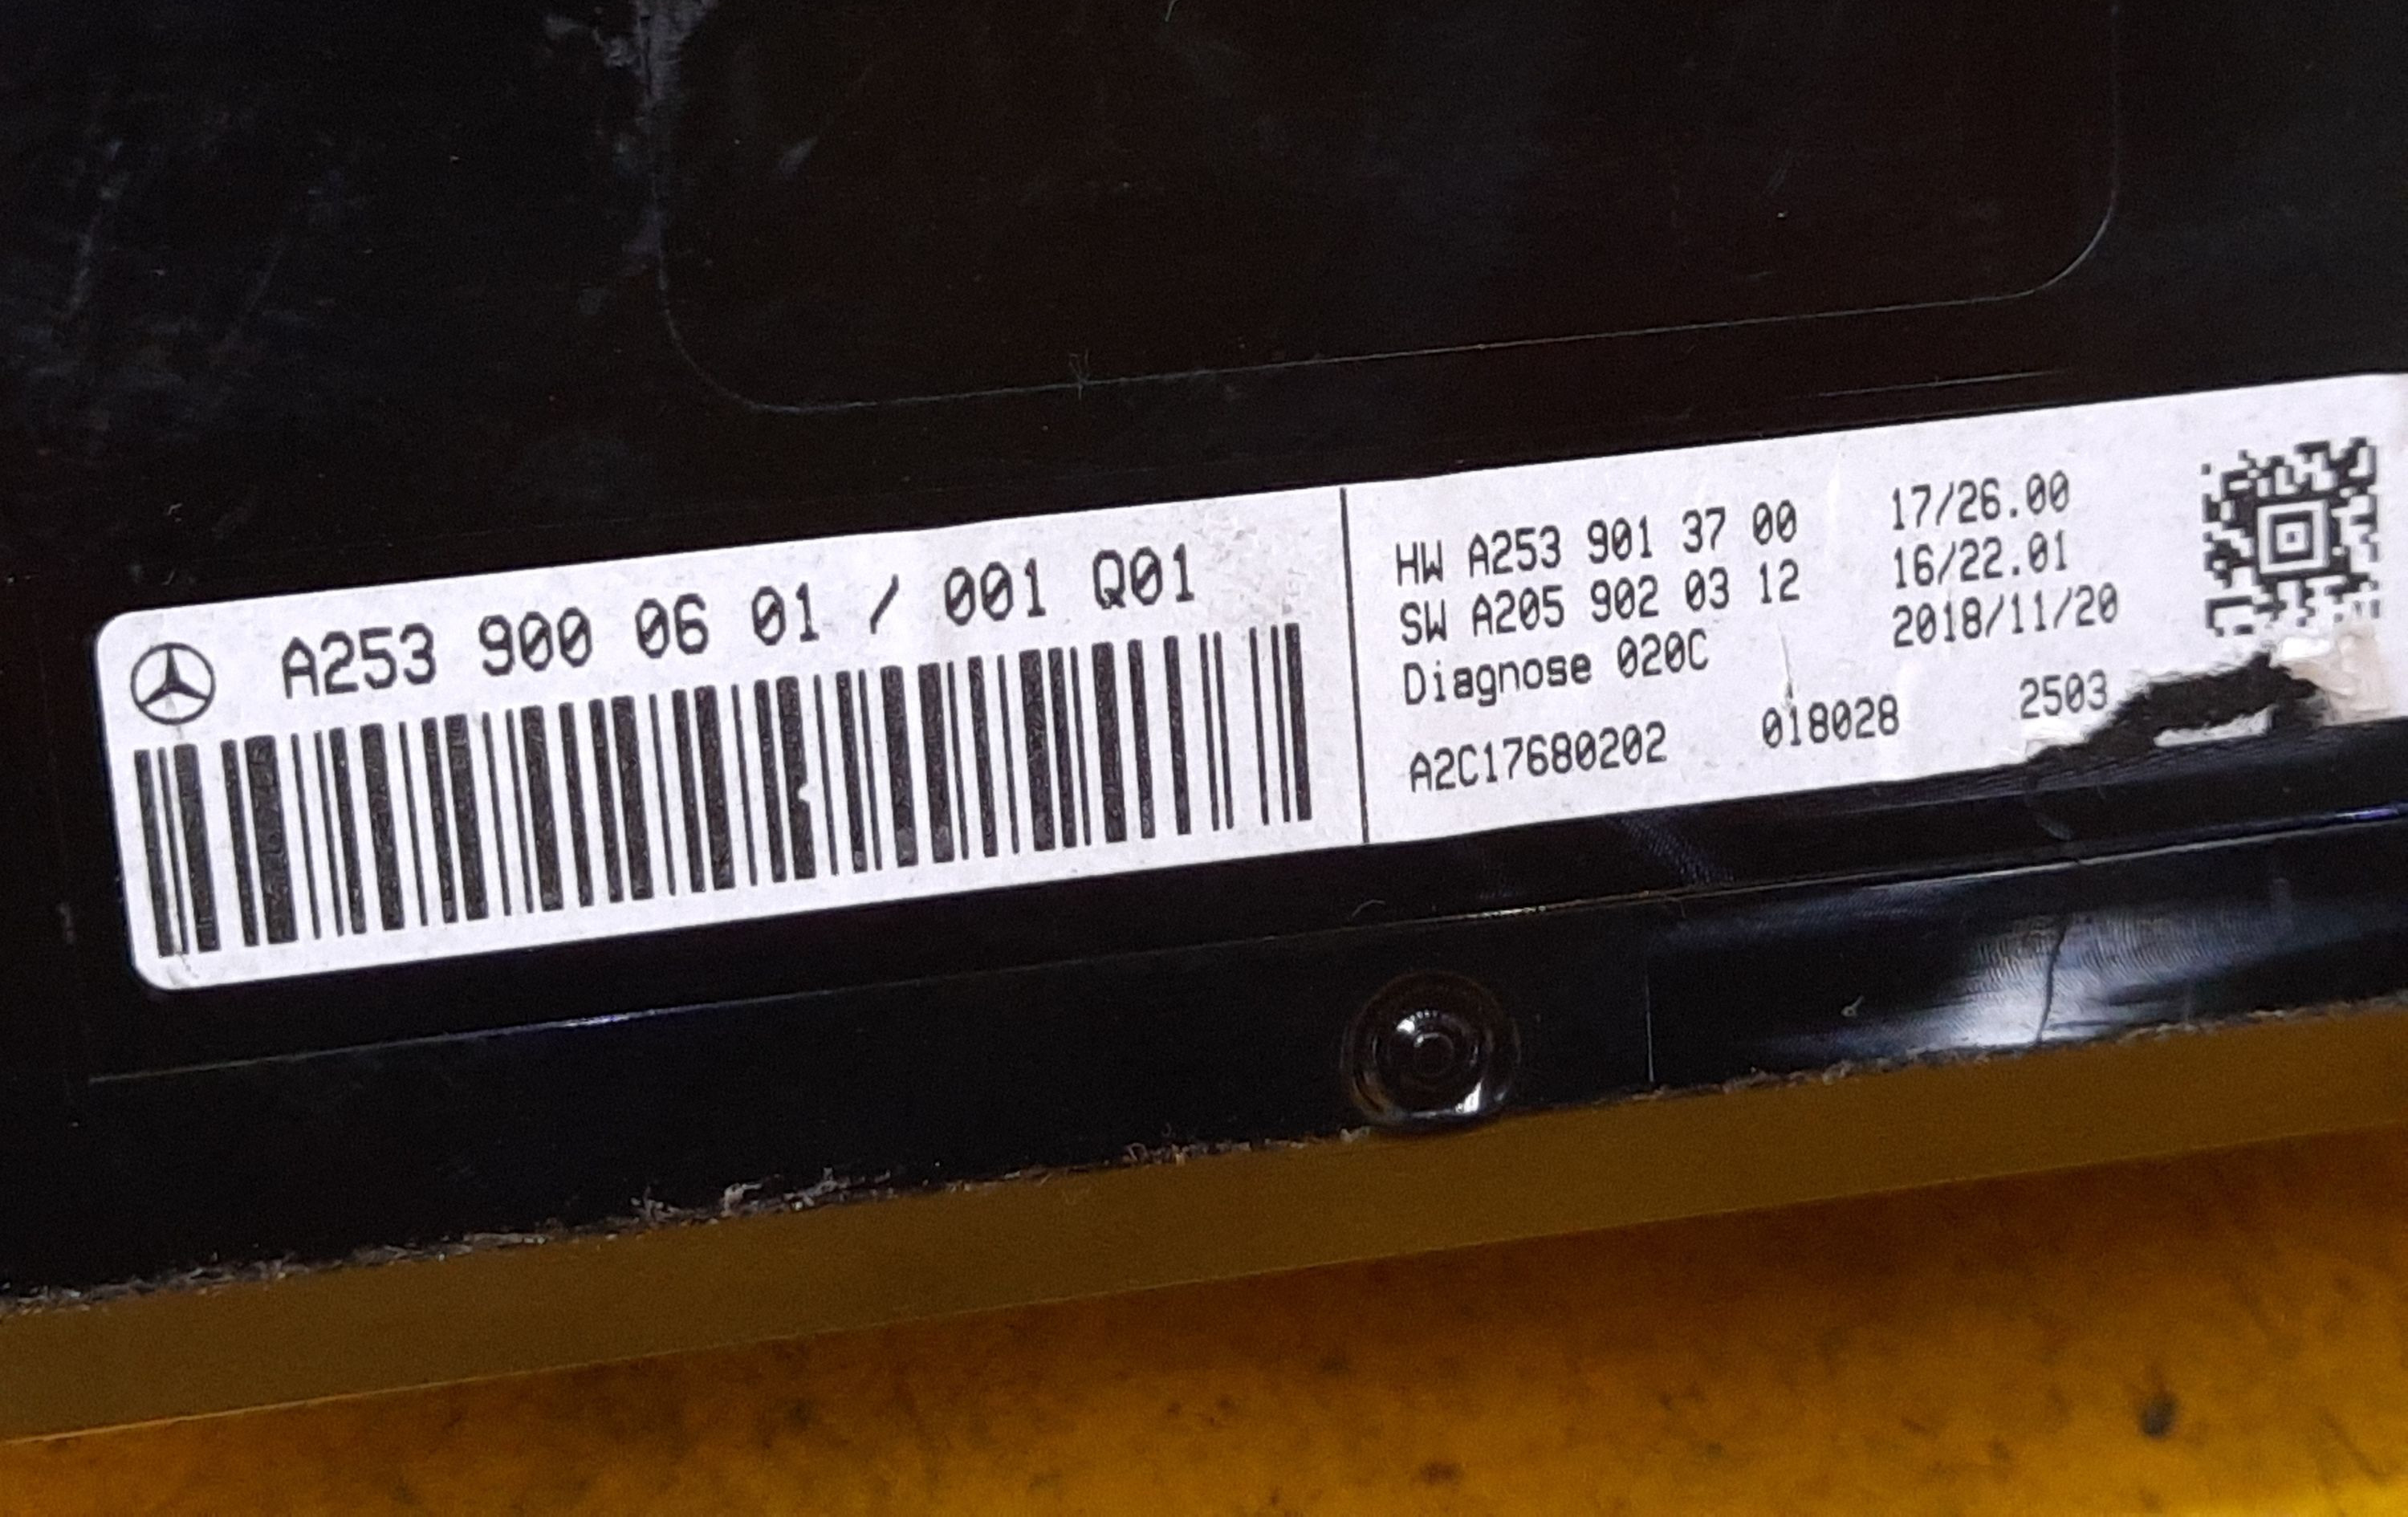 A253 900 06 01 / 001 Q01
HW A253 901 37 00 17/26.00
SW A205 902 03 12 16/22.01
Diagnose 020C 2018/11/20
A2C17680202 018028 2503